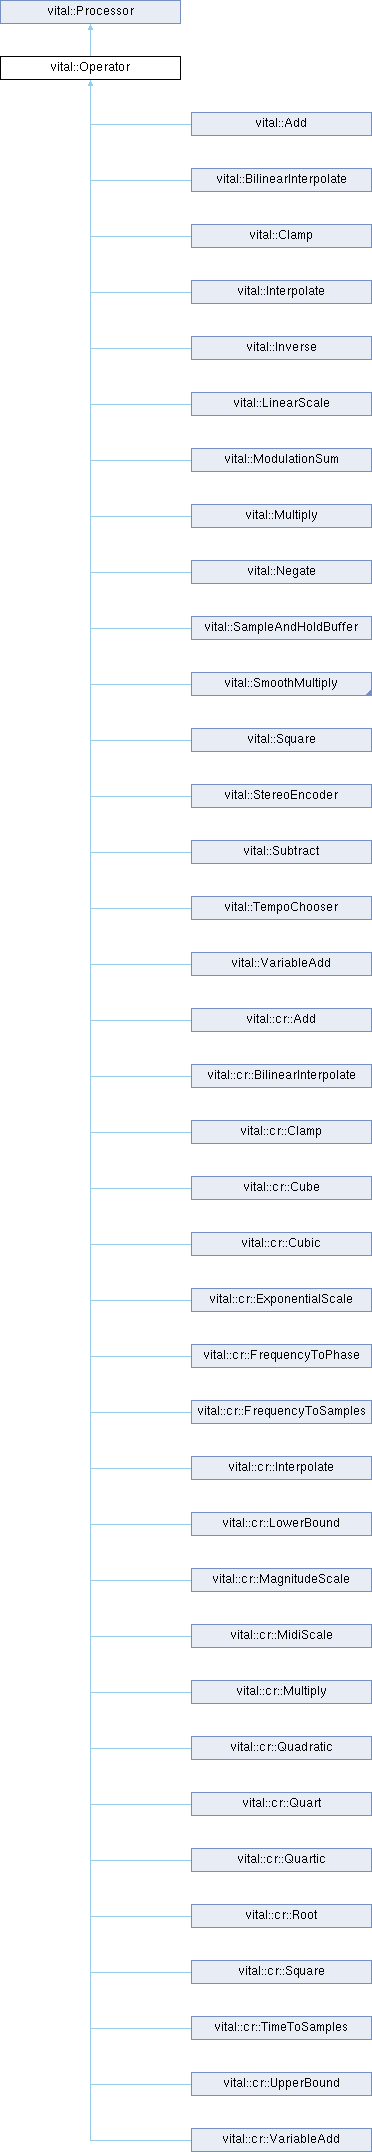 vital::Processor
vital::Operator
vital::Add
vital::BilinearInterpolate
vital::Clamp
vital::Interpolate
vital::Inverse
vital::LinearScale
vital::ModulationSum
vital::Multiply
vital::Negate
vital::SampleAndHoldBuffer
vital::SmoothMultiply
vital::Square
vital::StereoEncoder
vital::Subtract
vital::TempoChooser
vital::VariableAdd
vital::cr::Add
vital::cr::BilinearInterpolate
vital::cr::Clamp
vital::cr::Cube
vital::cr::Cubic
vital::cr::ExponentialScale
vital::cr::FrequencyToPhase
vital::cr::FrequencyToSamples
vital::cr::Interpolate
vital::cr::LowerBound
vital::cr::MagnitudeScale
vital::cr::MidiScale
vital::cr::Multiply
vital::cr::Quadratic
vital::cr::Quart
vital::cr::Quartic
vital::cr::Root
vital::cr::Square
vital::cr::TimeToSamples
vital::cr::UpperBound
vital::cr::VariableAdd